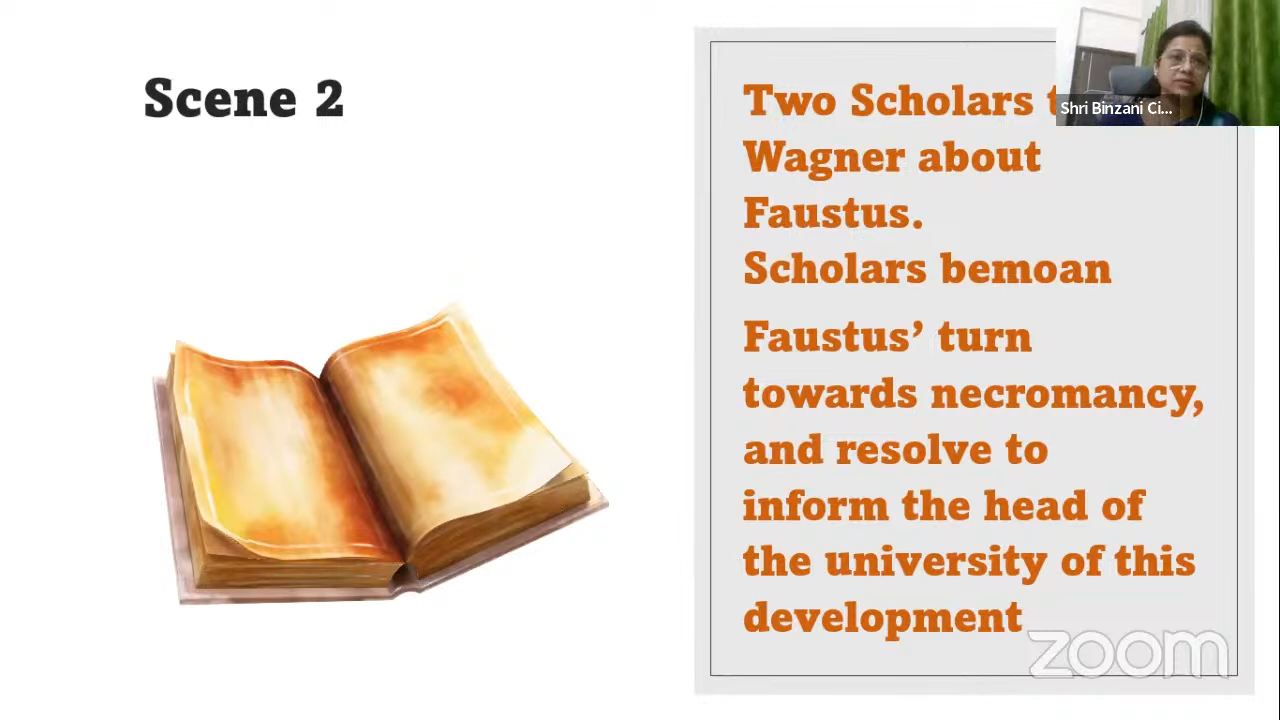 Scene 2
Two Scholars
Wagner about
Faustus.
Scholars bemoan
Faustus’ turn
towards necromancy,
and resolve to
inform the head of
the university of this
development
Shri Binzani Ci...
zoom